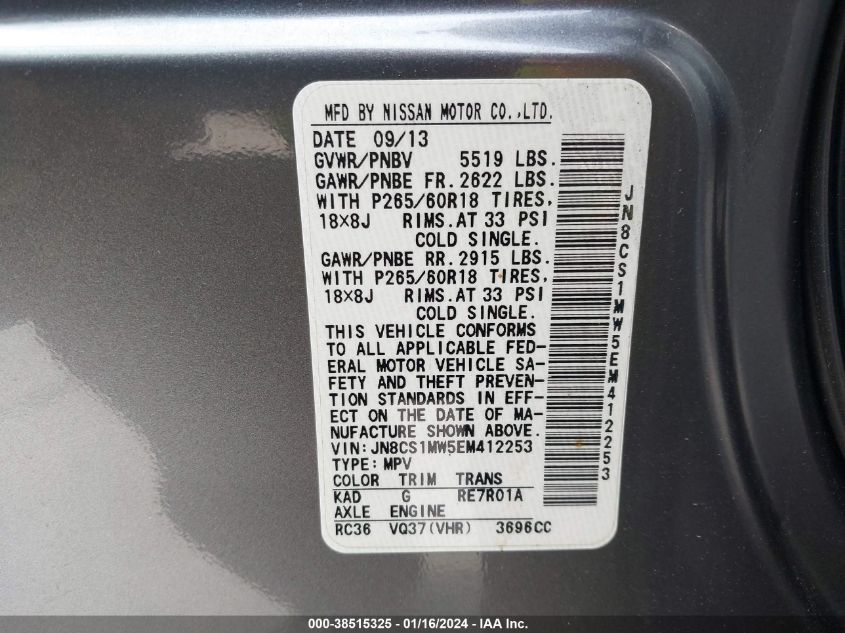 MFD BY NISSAN MOTOR CO.,LTD.
DATE 09/13
GVWR/PNBV 5519 LBS.
GAWR/PNBE FR. 2622 LBS.
WITH P265/60R18 TIRES,
18×8J RIMS. AT 33 PSI
COLD SINGLE.
GAWR/PNBE RR. 2915 LBS.
WITH P265/60R18 TIRES,
18×8J RIMS. AT 33 PSI
COLD SINGLE.
THIS VEHICLE CONFORMS
TO ALL APPLICABLE FED-
ERAL MOTOR VEHICLE SA-
FETY AND THEFT PREVEN-
TION STANDARDS IN EFF-
ECT ON THE DATE OF MA-
NUFACTURE SHOWN ABOVE.
VIN: JN8CS1MW5EM412253
TYPE: MPV
COLOR TRIM TRANS
KAD G RE7R01A
AXLE ENGINE
RC36 VQ37(VHR) 3696CC
JN8CS1MW5EM412253
000-38515325 - 01/16/2024 - IAA Inc.